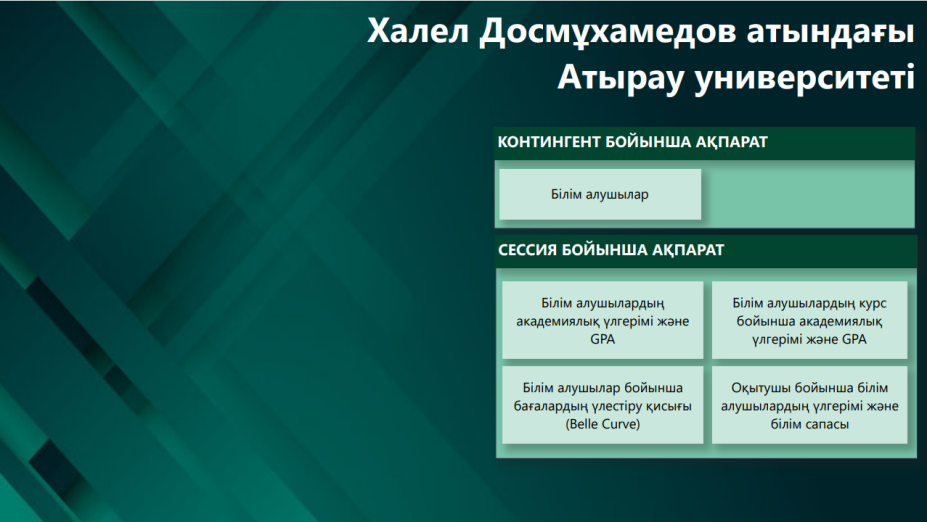 Халел Досмұхамедов атындағы
Атырау университеті
КОНТИНГЕНТ БОЙЫНША АҚПАРАТ
Білім алушылар
СЕССИЯ БОЙЫНША АҚПАРАТ
Білім алушылардың
академиялық үлгерімі және
GPA
Білім алушылардың курс
бойынша академиялық
үлгерімі және GPA
Білім алушылар бойынша
бағалардың үлестіру қисығы
(Belle Curve)
Оқытушы бойынша білім
алушылардың үлгерімі және
білім сапасы